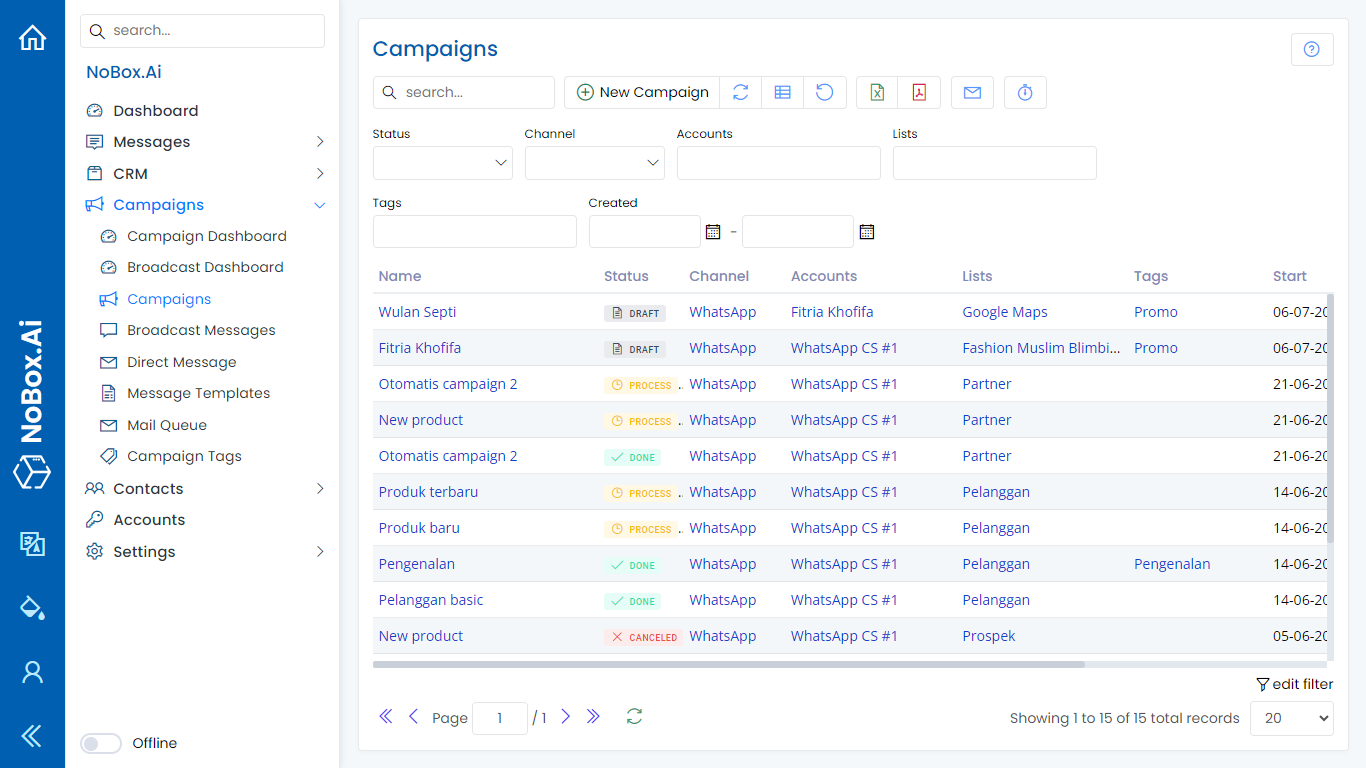 search...
NoBox.Ai
Dashboard
Messages
CRM
Campaigns
Campaign Dashboard
Broadcast Dashboard
Campaigns
Broadcast Messages
Direct Message
Message Templates
Mail Queue
Campaign Tags
Contacts
Accounts
Settings
Offline
NoBox.Ai
Campaigns
search... New Campaign
Status Channel Accounts Lists
Tags Created
-
Name Status Channel Accounts Lists Tags Start
Wulan Septi DRAFT WhatsApp Fitria Khofifa Google Maps Promo 06-07-20
Fitria Khofifa DRAFT WhatsApp WhatsApp CS #1 Fashion Muslim Blimbi... Promo 06-07-20
Otomatis campaign 2 PROCESS .. WhatsApp WhatsApp CS #1 Partner 21-06-20
New product PROCESS .. WhatsApp WhatsApp CS #1 Partner 21-06-20
Otomatis campaign 2 DONE WhatsApp WhatsApp CS #1 Partner 21-06-20
Produk terbaru PROCESS .. WhatsApp WhatsApp CS #1 Pelanggan 14-06-20
Produk baru PROCESS .. WhatsApp WhatsApp CS #1 Pelanggan 14-06-20
Pengenalan DONE WhatsApp WhatsApp CS #1 Pelanggan Pengenalan 14-06-20
Pelanggan basic DONE WhatsApp WhatsApp CS #1 Pelanggan 14-06-20
New product CANCELED WhatsApp WhatsApp CS #1 Prospek 05-06-20
edit filter
Page 1 / 1 Showing 1 to 15 of 15 total records 20